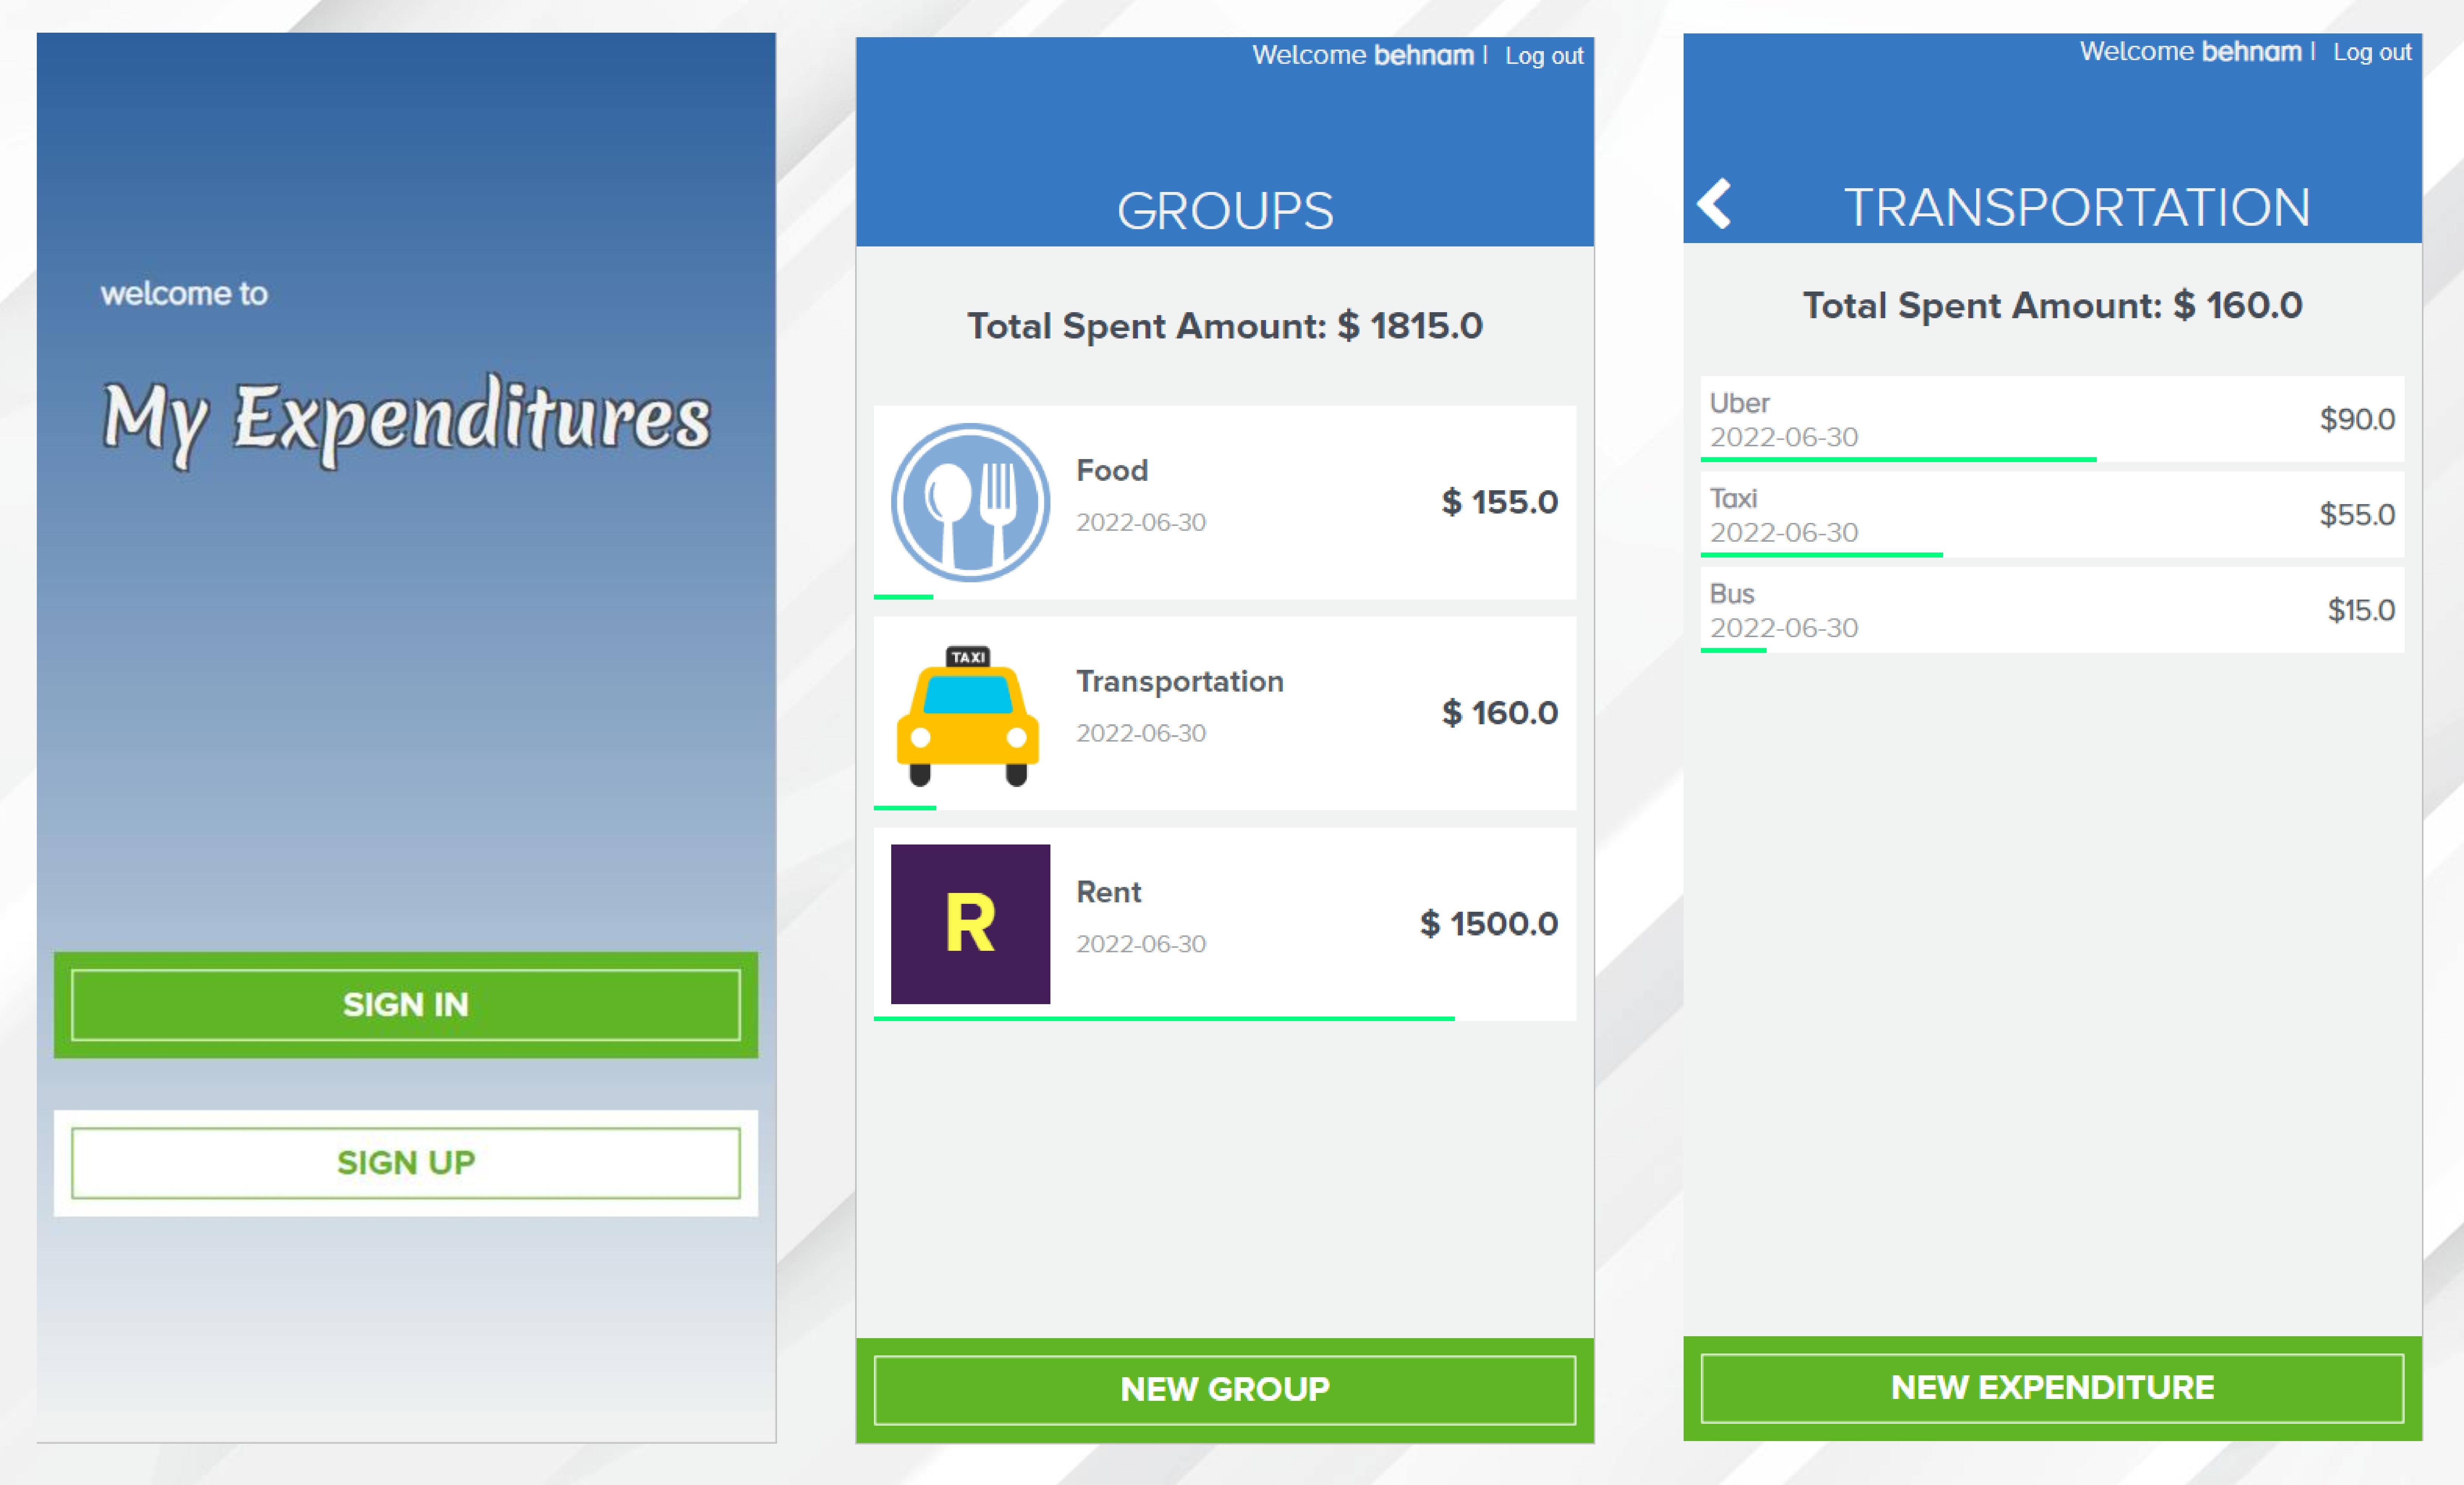 welcome to
My Expenditures
SIGN IN
SIGN UP
Welcome behnam | Log out
GROUPS
Total Spent Amount: $ 1815.0
Food
2022-06-30
$ 155.0
TAXI
Transportation
2022-06-30
$ 160.0
R
Rent
2022-06-30
$ 1500.0
NEW GROUP
Welcome behnam | Log out
TRANSPORTATION
Total Spent Amount: $ 160.0
Uber
2022-06-30
$90.0
Taxi
2022-06-30
$55.0
Bus
2022-06-30
$15.0
NEW EXPENDITURE